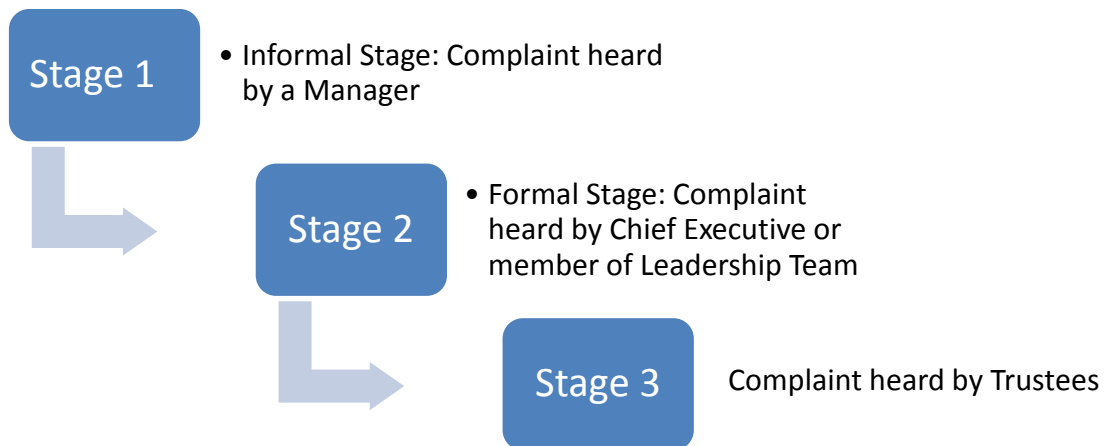 Stage 1
• Informal Stage: Complaint heard
by a Manager
Stage 2
• Formal Stage: Complaint
heard by Chief Executive or
member of Leadership Team
Stage 3
Complaint heard by Trustees